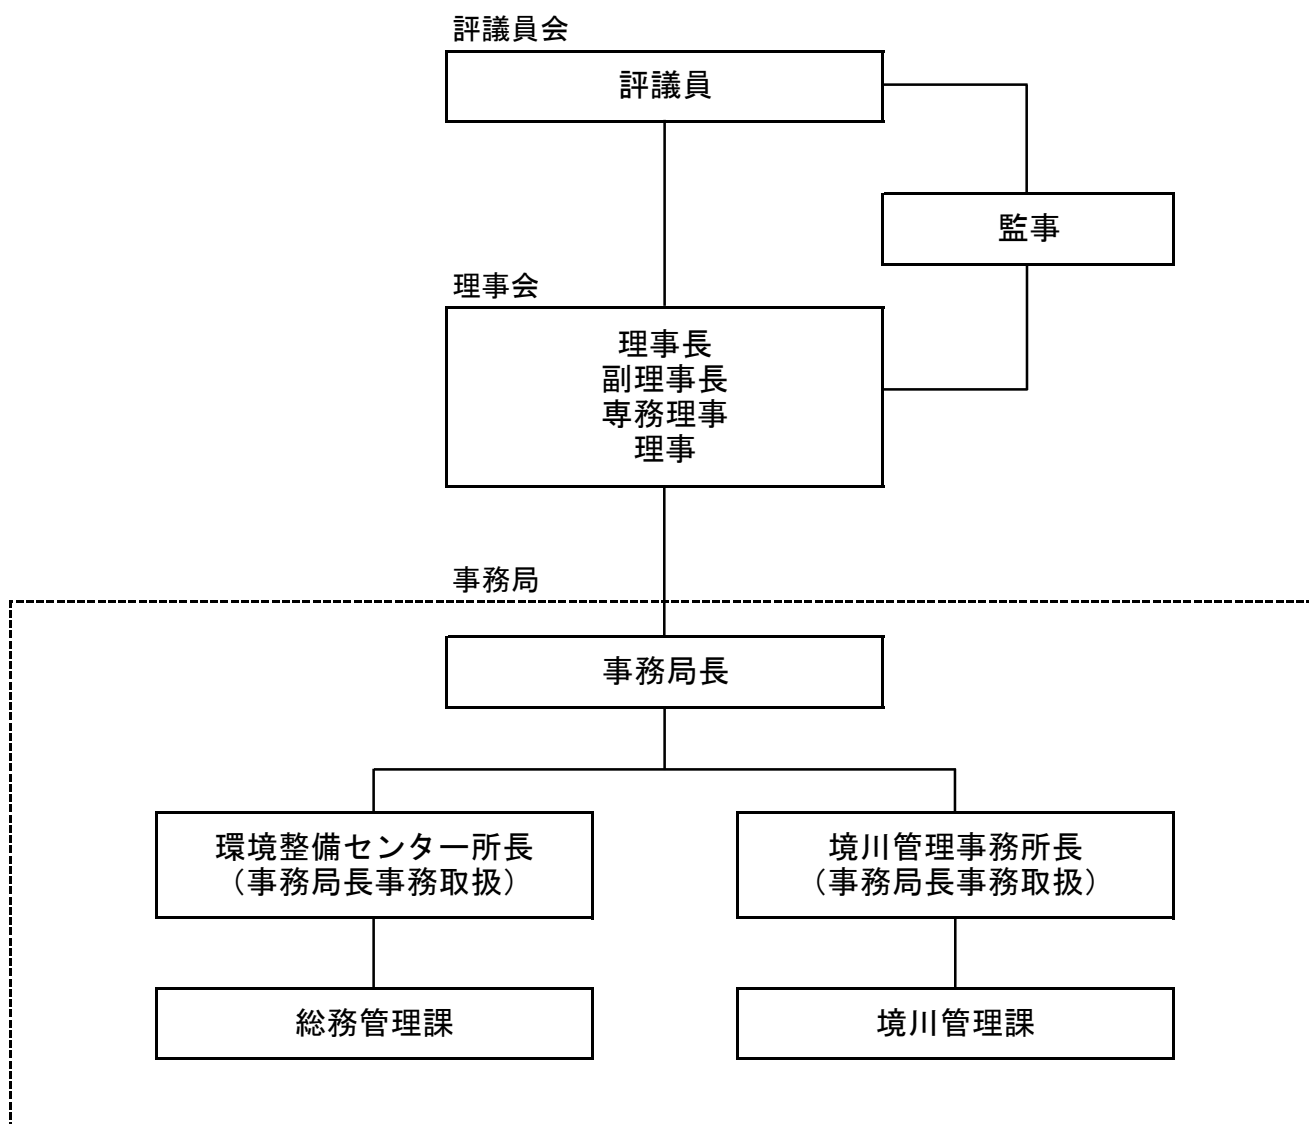 評議員会
評議員
監事
理事会
理事長
副理事長
専務理事
理事
事務局
事務局長
環境整備センター所長
（事務局長事務取扱）
境川管理事務所長
（事務局長事務取扱）
総務管理課
境川管理課